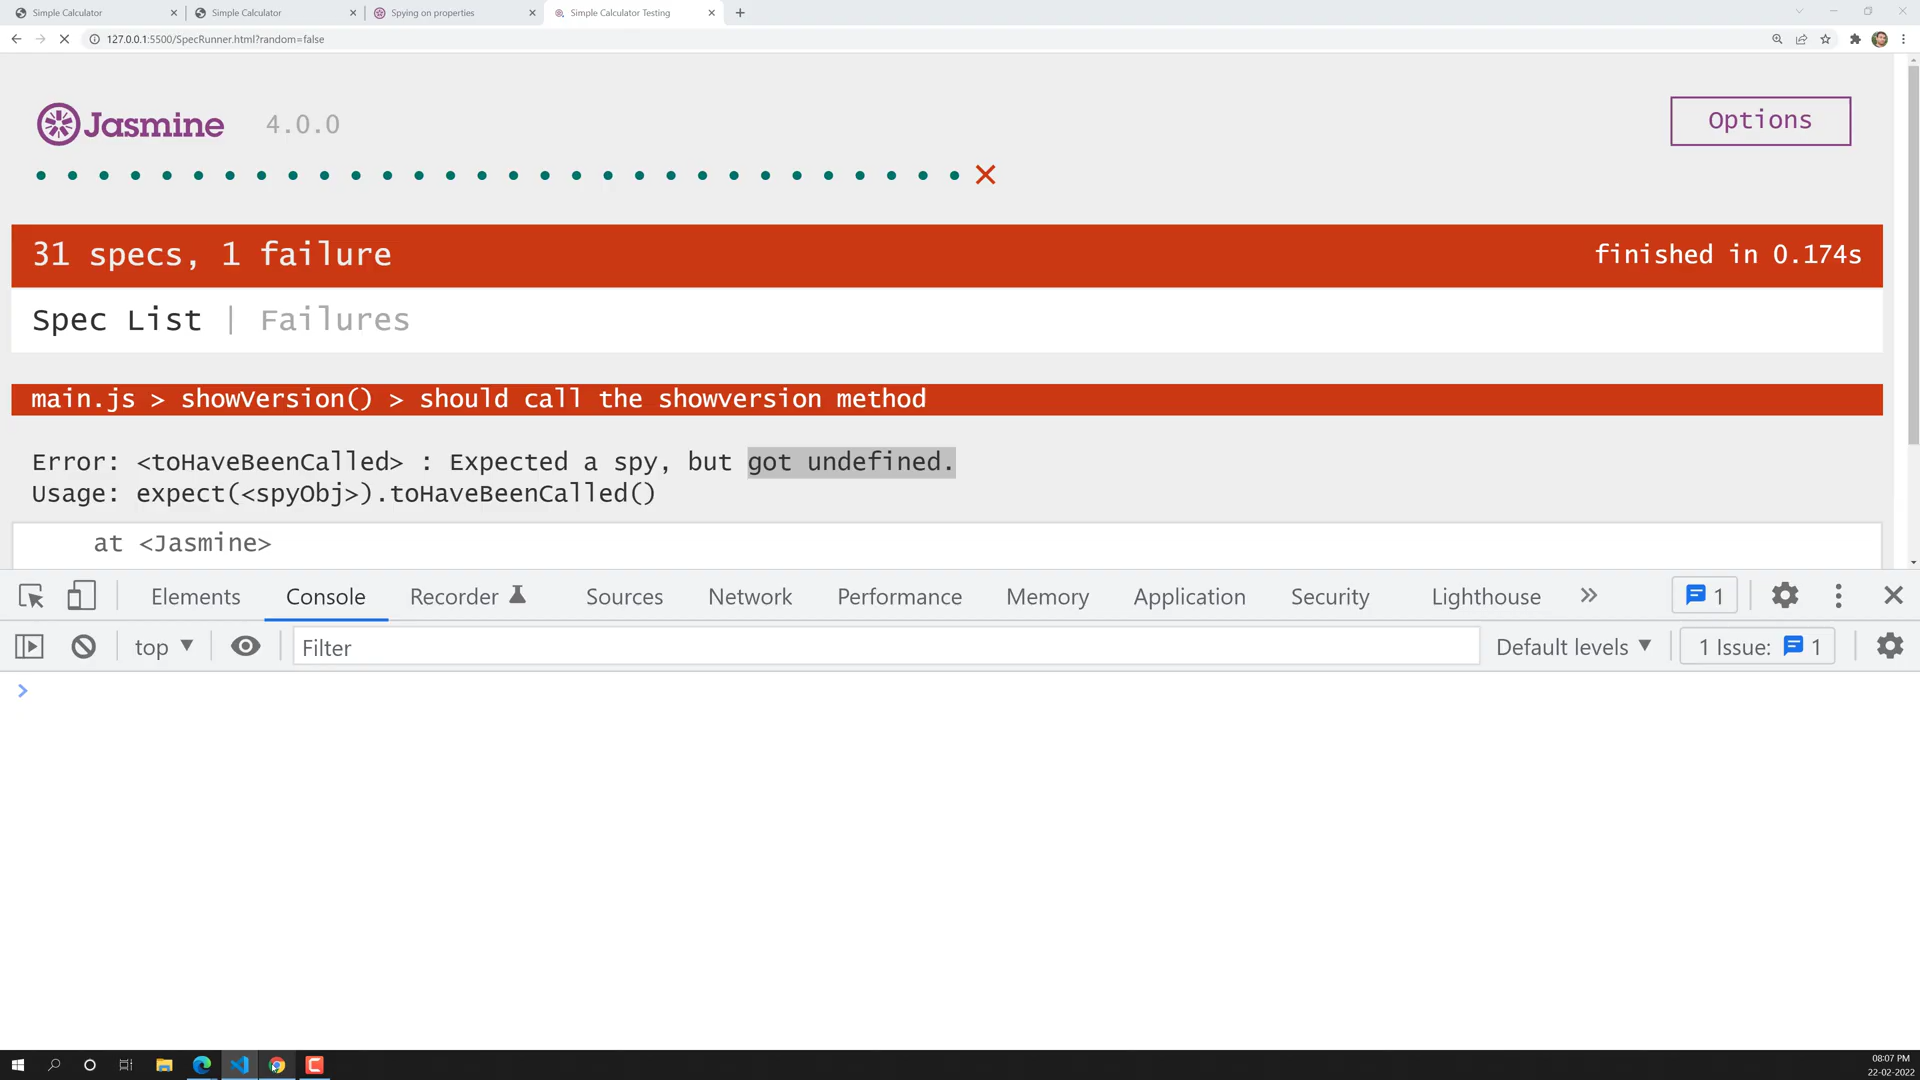 Simple Calculator
Simple Calculator
Spying on properties
Simple Calculator Testing
127.0.0.1:5500/SpecRunner.html?random=false
Jasmine 4.0.0
Options
31 specs, 1 failure
finished in 0.174s
Spec List | Failures
main.js > showVersion() > should call the showversion method
Error: <toHaveBeenCalled> : Expected a spy, but got undefined.
Usage: expect(<spyObj>).toHaveBeenCalled()
at <Jasmine>
Elements Console Recorder Sources Network Performance Memory Application Security Lighthouse 1
top Filter Default levels 1 Issue: 1
08:07 PM
22-02-2022